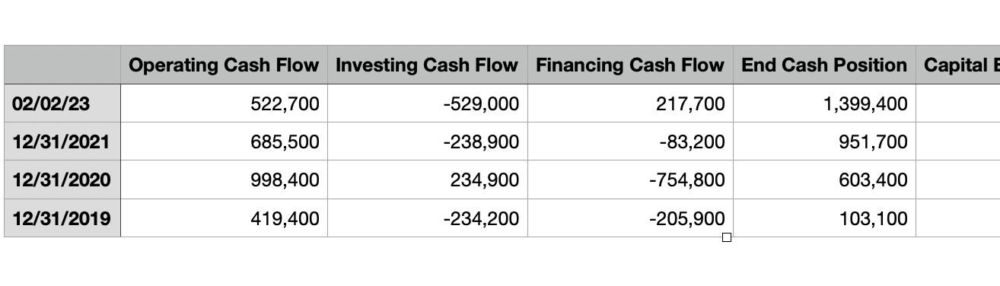 Operating Cash Flow Investing Cash Flow Financing Cash Flow End Cash Position Capital
02/02/23 522,700 -529,000 217,700 1,399,400
12/31/2021 685,500 -238,900 -83,200 951,700
12/31/2020 998,400 234,900 -754,800 603,400
12/31/2019 419,400 -234,200 -205,900 103,100